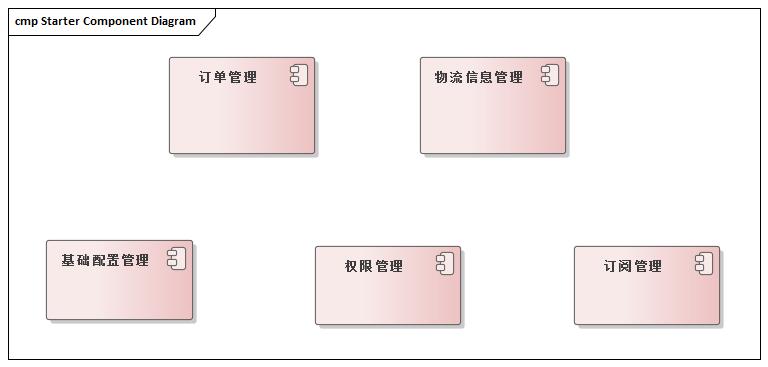 cmp Starter Component Diagram
订单管理
物流信息管理
基础配置管理
权限管理
订阅管理